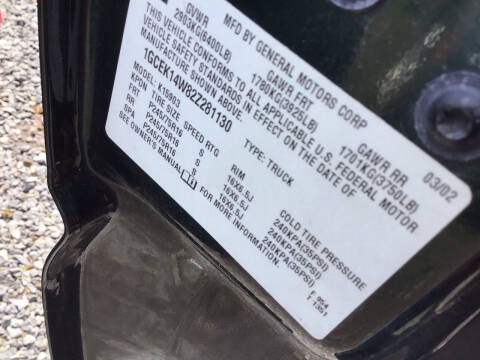 MFD BY GENERAL MOTORS CORP 03/02
GVWR GAWR FRT GAWR RR
2903KG(6400LB) 1780KG(3925LB) 1701KG(3750LB)
THIS VEHICLE CONFORMS TO ALL APPLICABLE U.S. FEDERAL MOTOR
VEHICLE SAFETY STANDARDS IN EFFECT ON THE DATE OF
MANUFACTURE SHOWN ABOVE.
1GCEK14W82Z281130 TYPE: TRUCK
MODEL: K15903
TIRE SIZE SPEED RTG RIM COLD TIRE PRESSURE
FRT P245/75R16 S 16X6.5J 240KPA(35PSI)
RR P245/75R16 S 16X6.5J 240KPA(35PSI)
SPA P245/75R16 S 16X6.5J 240KPA(35PSI)
SEE OWNER'S MANUAL